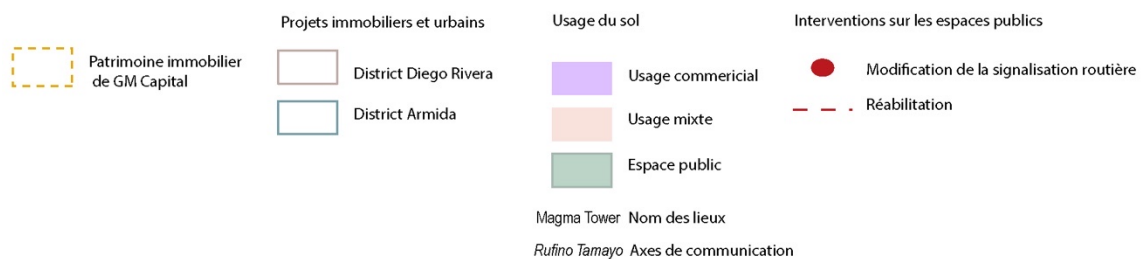 Patrimoine immobilier
de GM Capital
Projets immobiliers et urbains
District Diego Rivera
District Armida
Usage du sol
Usage commericial
Usage mixte
Espace public
Magma Tower Nom des lieux
Rufino Tamayo Axes de communication
Interventions sur les espaces publics
Modification de la signalisation routière
Réabilitation